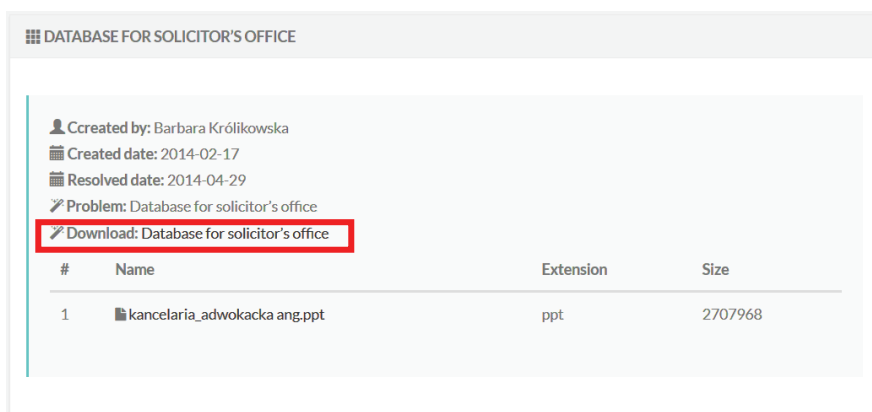 DATABASE FOR SOLICITOR'S OFFICE
Ccreated by: Barbara Królikowska
Created date: 2014-02-17
Resolved date: 2014-04-29
Problem: Database for solicitor's office
Download: Database for solicitor's office
# Name Extension Size
1 kancelaria_adwokacka ang.ppt ppt 2707968